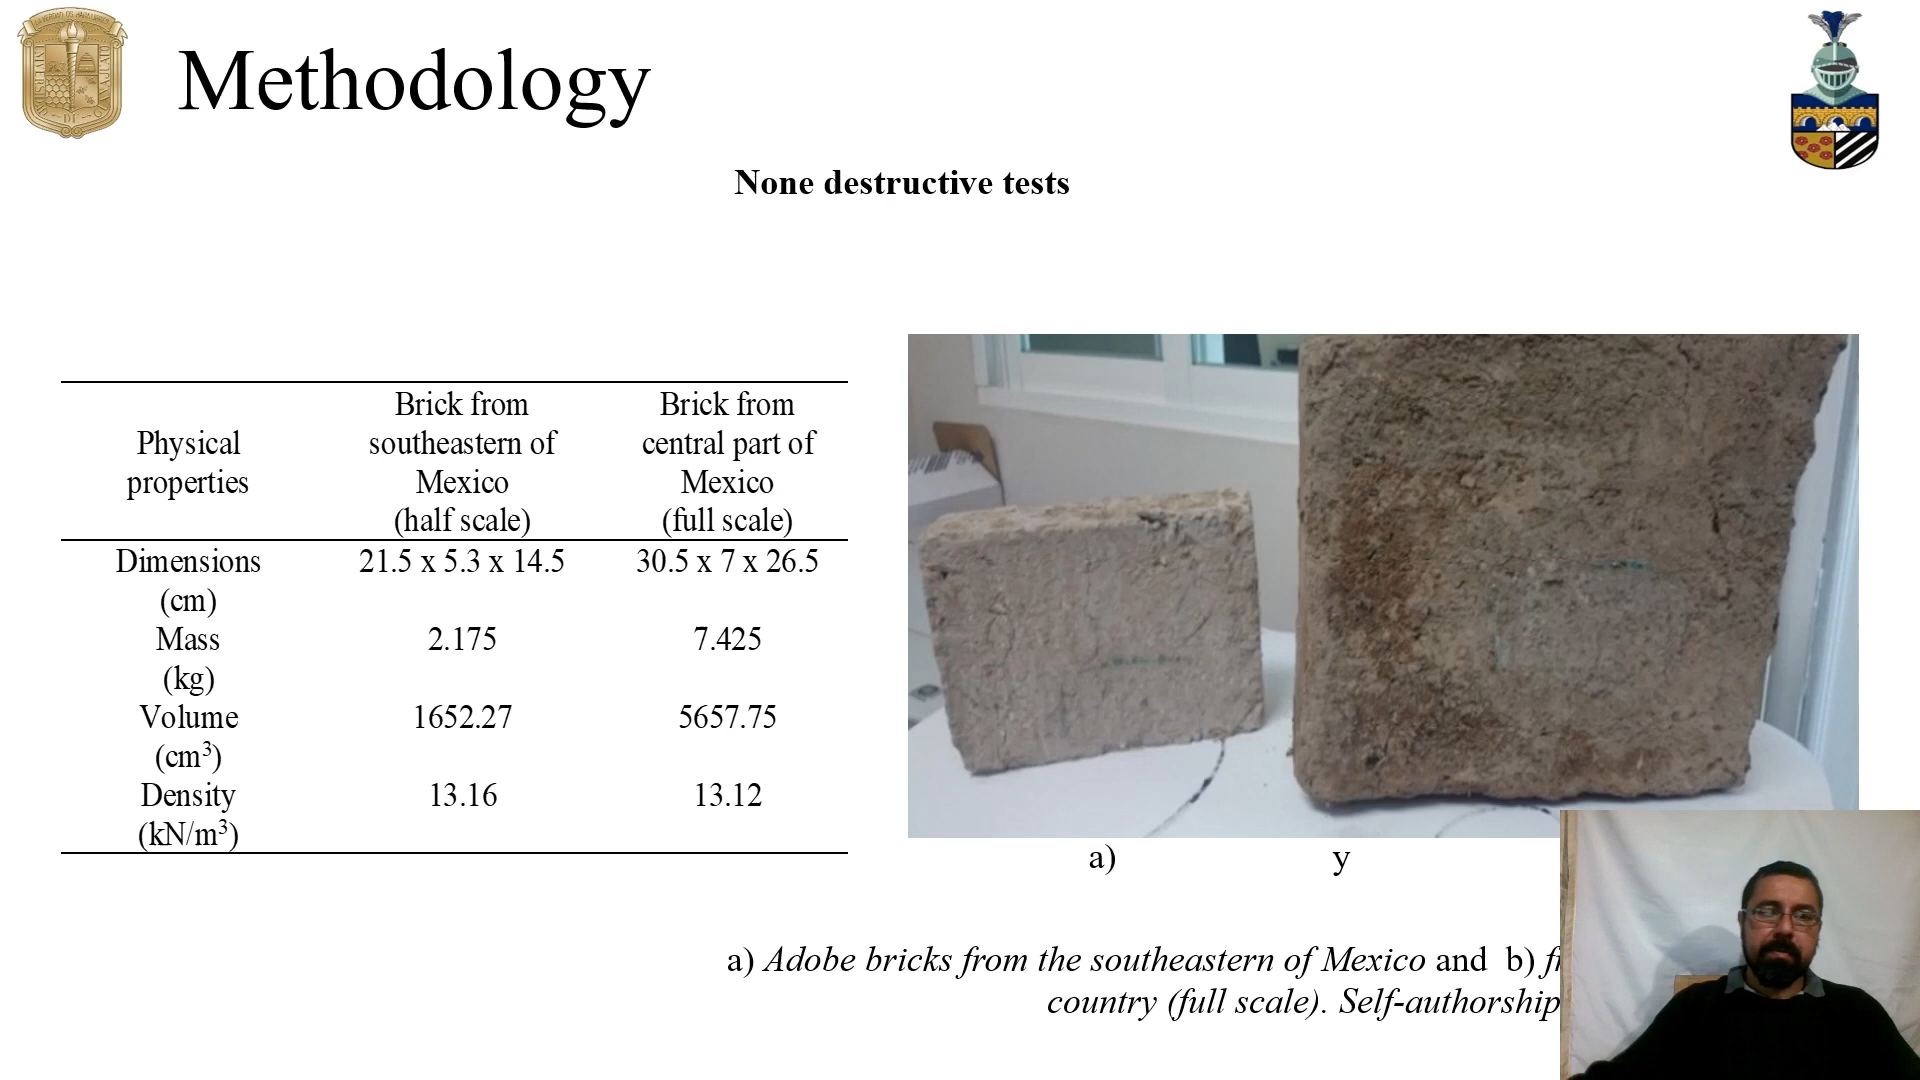 Methodology
None destructive tests
Physical properties
Brick from southeastern of Mexico (half scale)
Brick from central part of Mexico (full scale)
Dimensions (cm)
21.5 x 5.3 x 14.5
30.5 x 7 x 26.5
Mass (kg)
2.175
7.425
Volume (cm³)
1652.27
5657.75
Density (kN/m³)
13.16
13.12
a)
y
a) Adobe bricks from the southeastern of Mexico and b)
country (full scale). Self-authorship